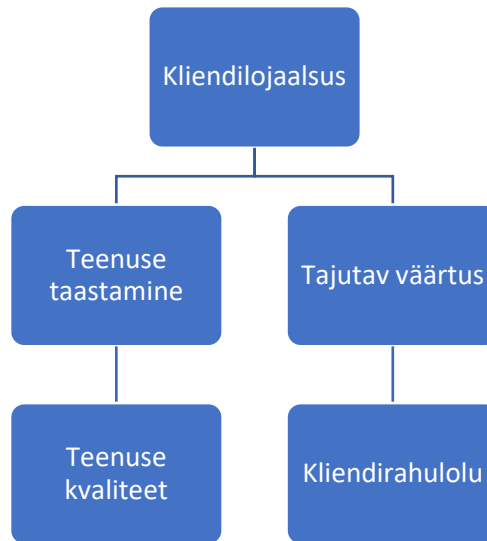 Kliendilojaalsus
Teenuse
taastamine
Tajutav väärtus
Teenuse
kvaliteet
Kliendirahulolu